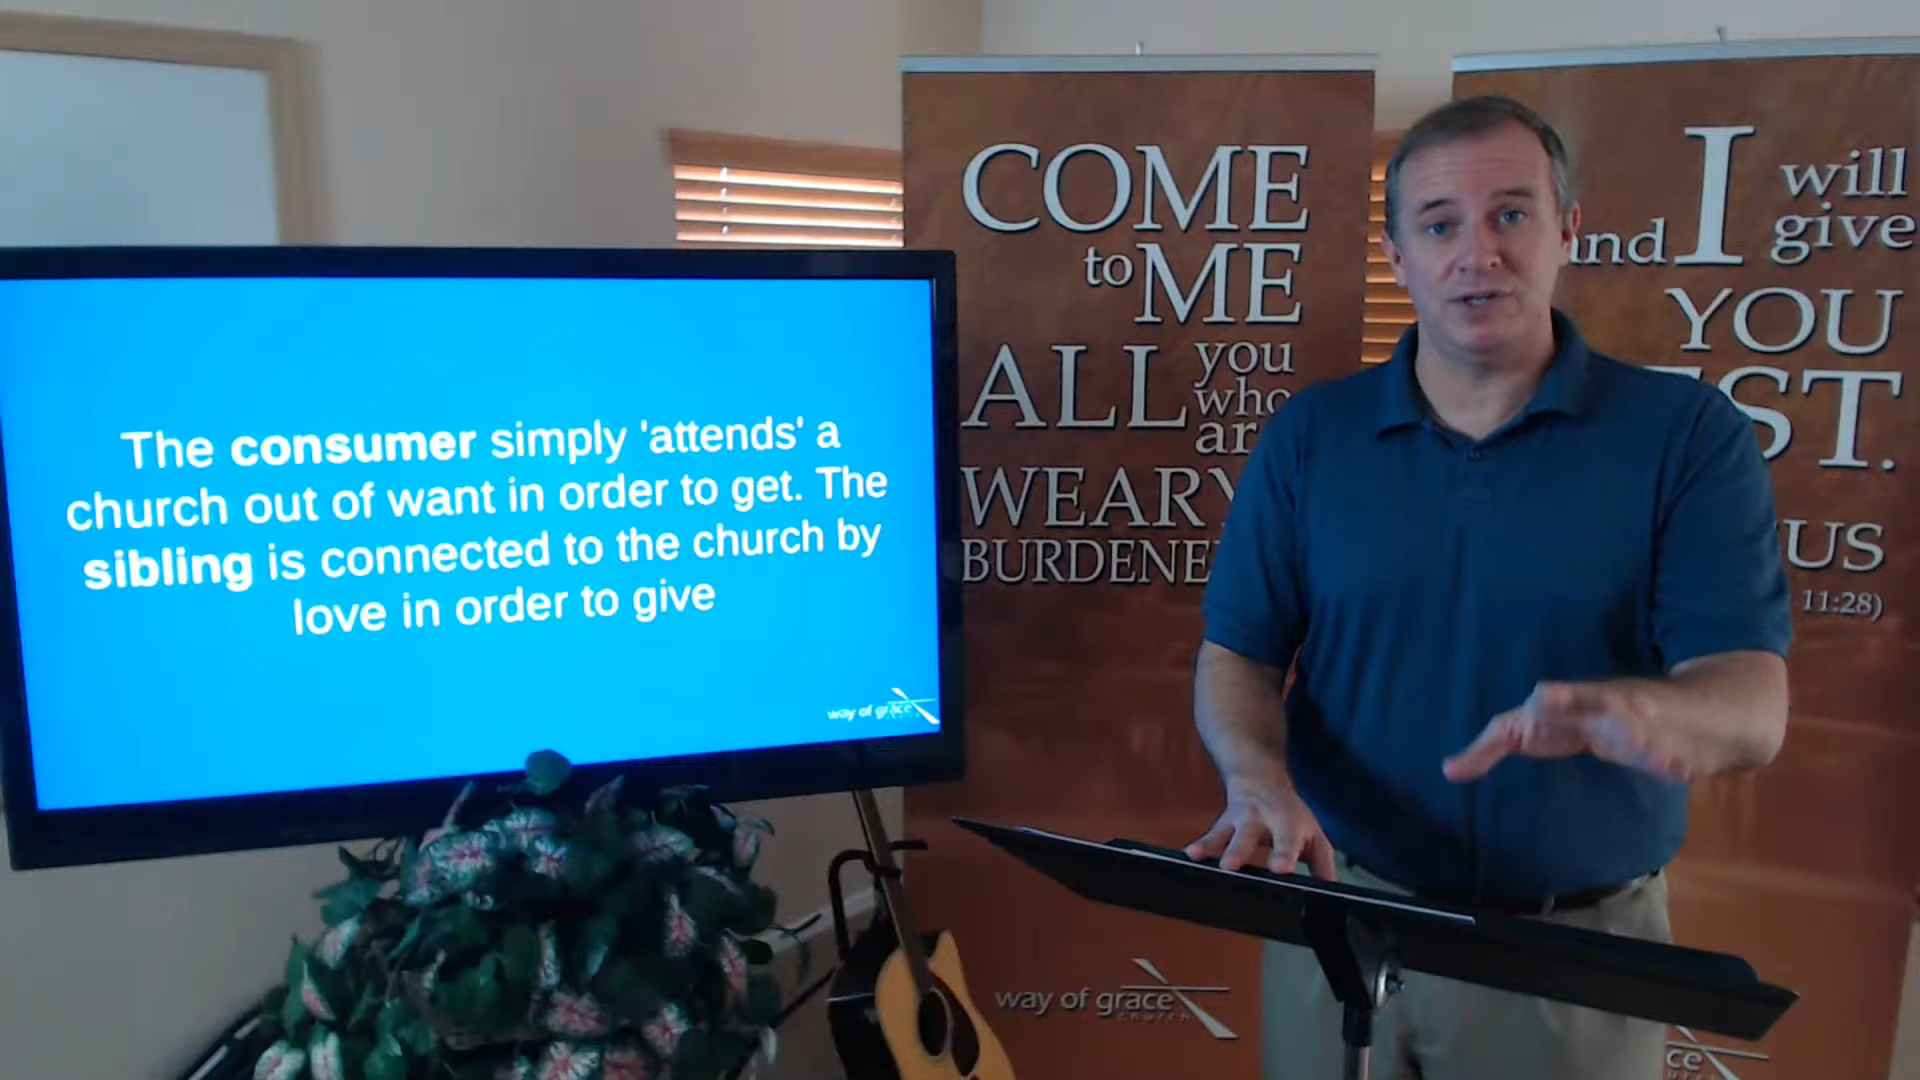 The consumer simply 'attends' a
church out of want in order to get. The
sibling is connected to the church by
love in order to give
way of grace
COME
to ME
ALL you
who
WEARY
and I will
give
YOU
US
11:28)
way of grace
church